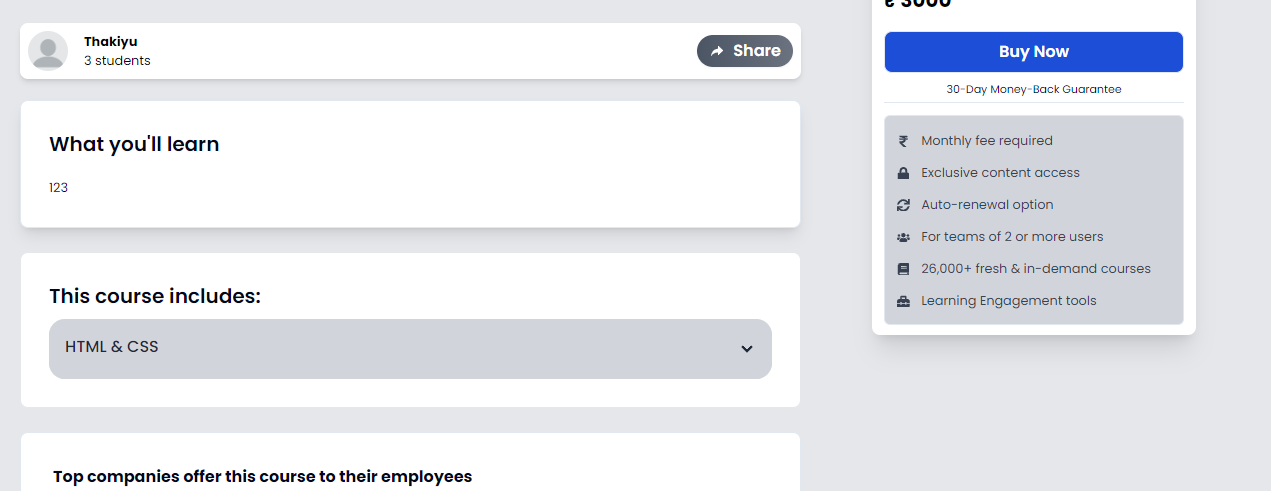 Thakiyu
3 students
Share
What you'll learn
123
This course includes:
HTML & CSS
Top companies offer this course to their employees
₹ 3000
Buy Now
30-Day Money-Back Guarantee
Monthly fee required
Exclusive content access
Auto-renewal option
For teams of 2 or more users
26,000+ fresh & in-demand courses
Learning Engagement tools